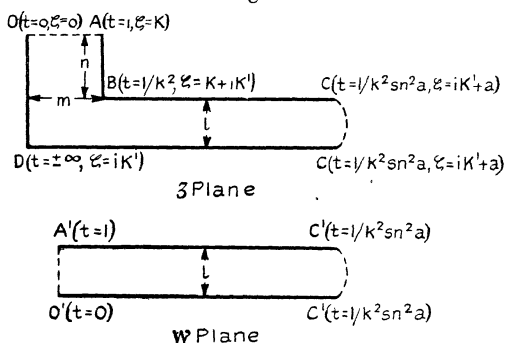 O(t=0,ξ=0) A(t=1,ξ=K)
n
m
B(t=1/k², ξ=K+iK')
C(t=1/k²sn²a, ξ=iK'+a)
l
D(t=±∞, ξ=iK')
C(t=1/k²sn²a, ξ=iK'+a)
З Plane
A'(t=1)
C'(t=1/k²sn²a)
l
O'(t=0)
C'(t=1/k²sn²a)
W Plane